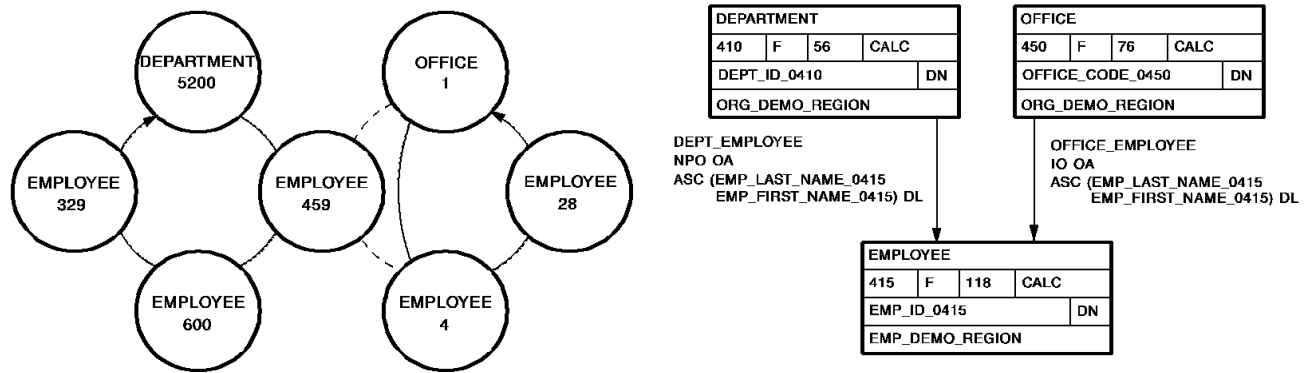 DEPARTMENT
5200
OFFICE
1
EMPLOYEE
329
EMPLOYEE
459
EMPLOYEE
28
EMPLOYEE
600
EMPLOYEE
4
DEPARTMENT
410 F 56 CALC
DEPT_ID_0410 DN
ORG_DEMO_REGION
OFFICE
450 F 76 CALC
OFFICE_CODE_0450 DN
ORG_DEMO_REGION
DEPT_EMPLOYEE
NPO OA
ASC (EMP_LAST_NAME_0415
EMP_FIRST_NAME_0415) DL
OFFICE_EMPLOYEE
IO OA
ASC (EMP_LAST_NAME_0415
EMP_FIRST_NAME_0415) DL
EMPLOYEE
415 F 118 CALC
EMP_ID_0415 DN
EMP_DEMO_REGION